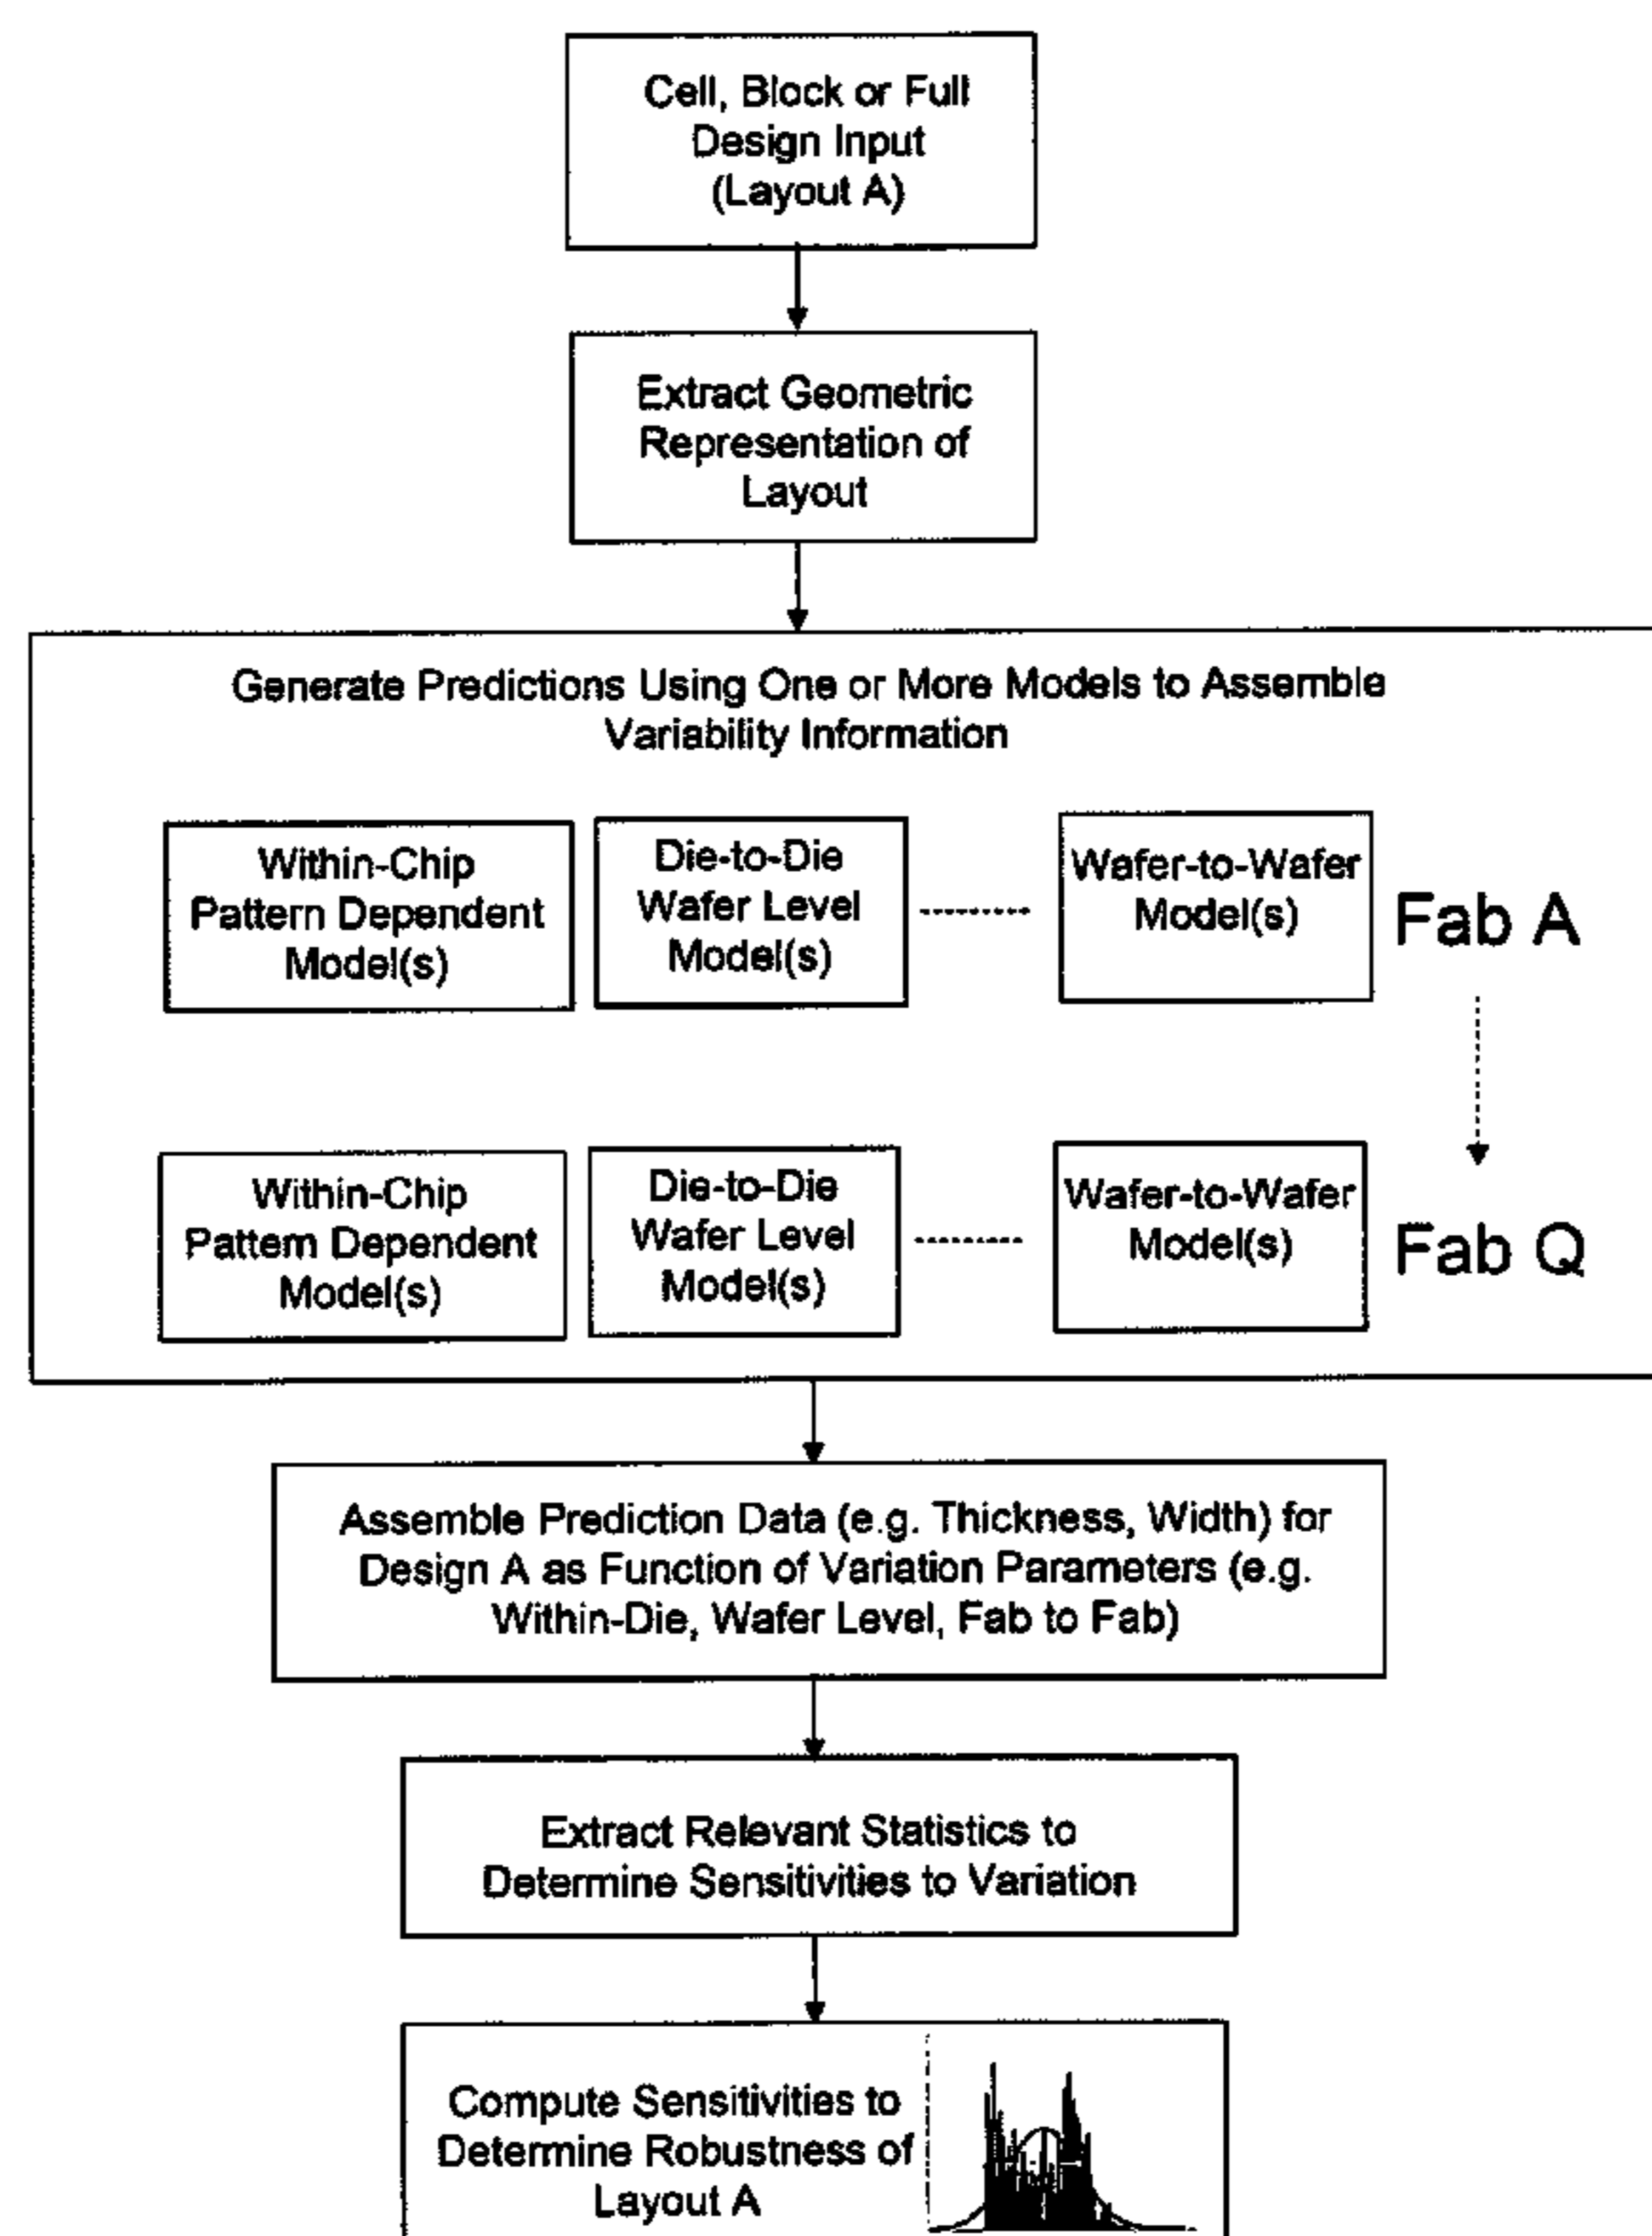 Cell, Block or Full
Design Input
(Layout A)
Extract Geometric
Representation of
Layout
Generate Predictions Using One or More Models to Assemble
Variability Information
Within-Chip
Pattern Dependent
Model(s)
Die-to-Die
Wafer Level
Model(s)
Wafer-to-Wafer
Model(s)
Fab A
Within-Chip
Pattern Dependent
Model(s)
Die-to-Die
Wafer Level
Model(s)
Wafer-to-Wafer
Model(s)
Fab Q
Assemble Prediction Data (e.g. Thickness, Width) for
Design A as Function of Variation Parameters (e.g.
Within-Die, Wafer Level, Fab to Fab)
Extract Relevant Statistics to
Determine Sensitivities to Variation
Compute Sensitivities to
Determine Robustness of
Layout A